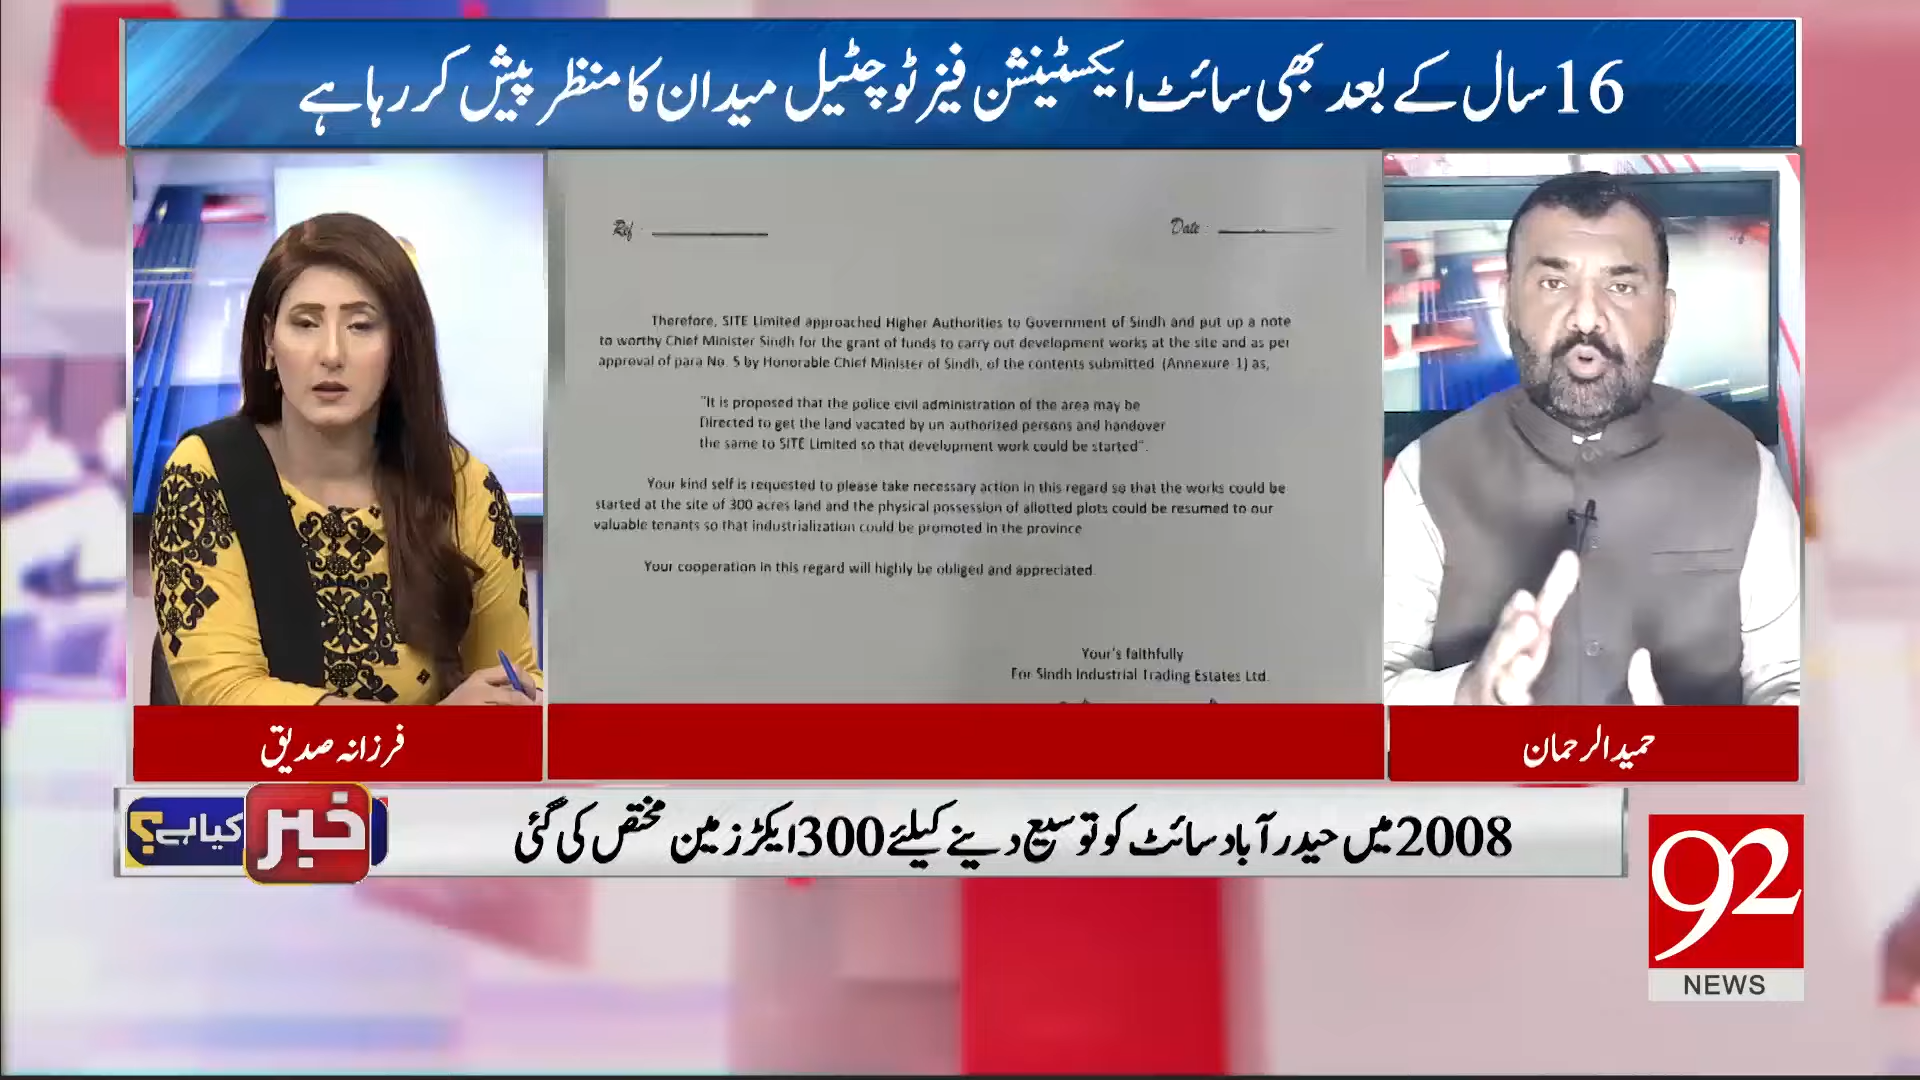 16 سال کے بعد بھی سائٹ ایکسٹینشن فیز ٹو چٹیل میدان کا منظر پیش کر رہا ہے
Ref :
Date :
Therefore, SITE Limited approached Higher Authorities to Government of Sindh and put up a note
to worthy Chief Minister Sindh for the grant of funds to carry out development works at the site and as per
approval of para No. 5 by Honorable Chief Minister of Sindh, of the contents submitted (Annexure-1) as,
"It is proposed that the police civil administration of the area may be
Directed to get the land vacated by un authorized persons and handover
the same to SITE Limited so that development work could be started".
Your kind self is requested to please take necessary action in this regard so that the works could be
started at the site of 300 acres land and the physical possession of allotted plots could be resumed to our
valuable tenants so that industrialization could be promoted in the province
Your cooperation in this regard will highly be obliged and appreciated.
Your's faithfully
For Sindh Industrial Trading Estates Ltd.
فرزانہ صدیق
حمید الرحمان
خبر کیا ہے؟
2008 میں حیدر آباد سائٹ کو توسیع دینے کیلئے 300 ایکڑ زمین مختص کی گئی
92
NEWS